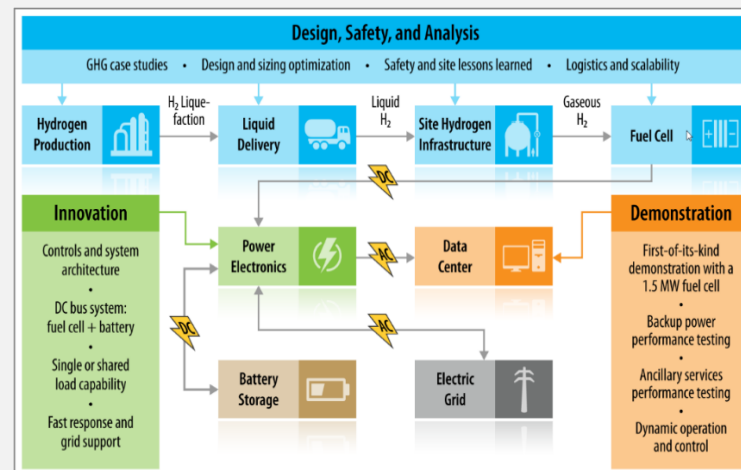 Design, Safety, and Analysis
GHG case studies • Design and sizing optimization • Safety and site lessons learned • Logistics and scalability
Hydrogen
Production
H₂ Lique-
faction
Liquid
Delivery
Liquid
H₂
Site Hydrogen
Infrastructure
Gaseous
H₂
Fuel Cell
DC
Innovation
Controls and system
architecture
•
DC bus system:
fuel cell + battery
•
Single or shared
load capability
•
Fast response and
grid support
Power
Electronics
AC
Data
Center
DC
AC
Battery
Storage
Electric
Grid
Demonstration
First-of-its-kind
demonstration with a
1.5 MW fuel cell
•
Backup power
performance testing
•
Ancillary services
performance testing
•
Dynamic operation
and control